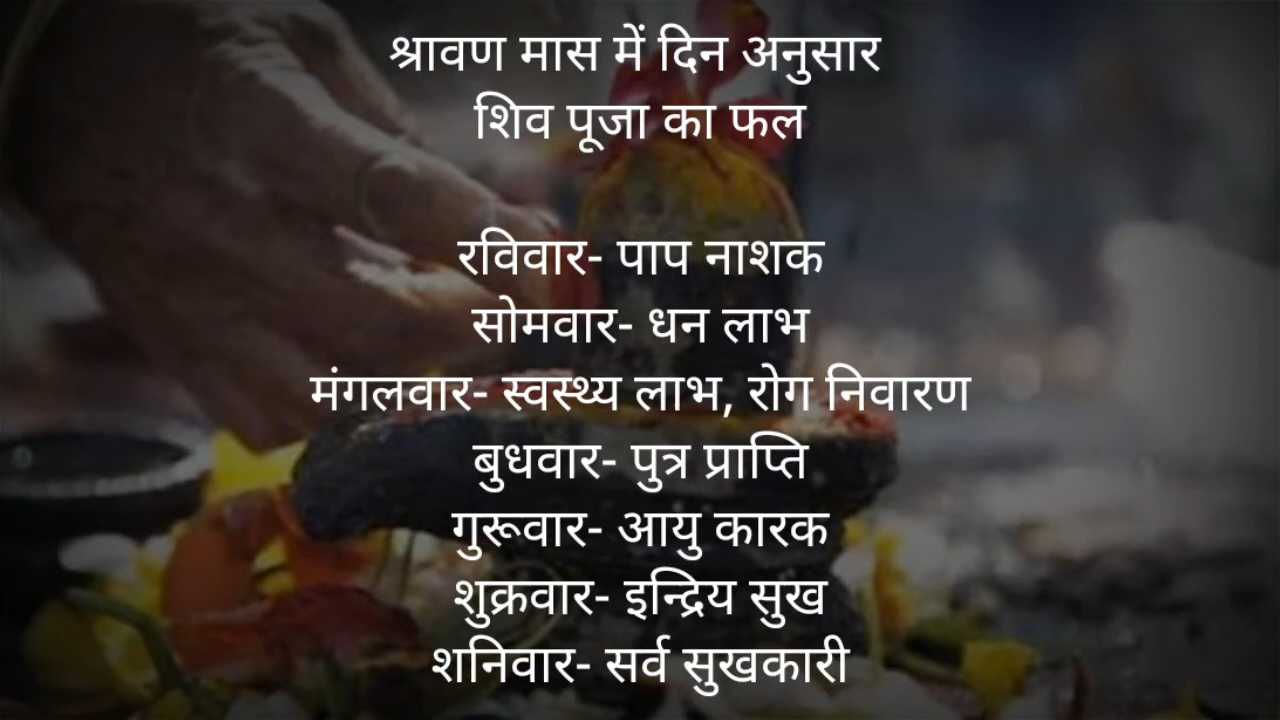 श्रावण मास में दिन अनुसार
शिव पूजा का फल
रविवार- पाप नाशक
सोमवार- धन लाभ
मंगलवार- स्वस्थ्य लाभ, रोग निवारण
बुधवार- पुत्र प्राप्ति
गुरूवार- आयु कारक
शुक्रवार- इन्द्रिय सुख
शनिवार- सर्व सुखकारी